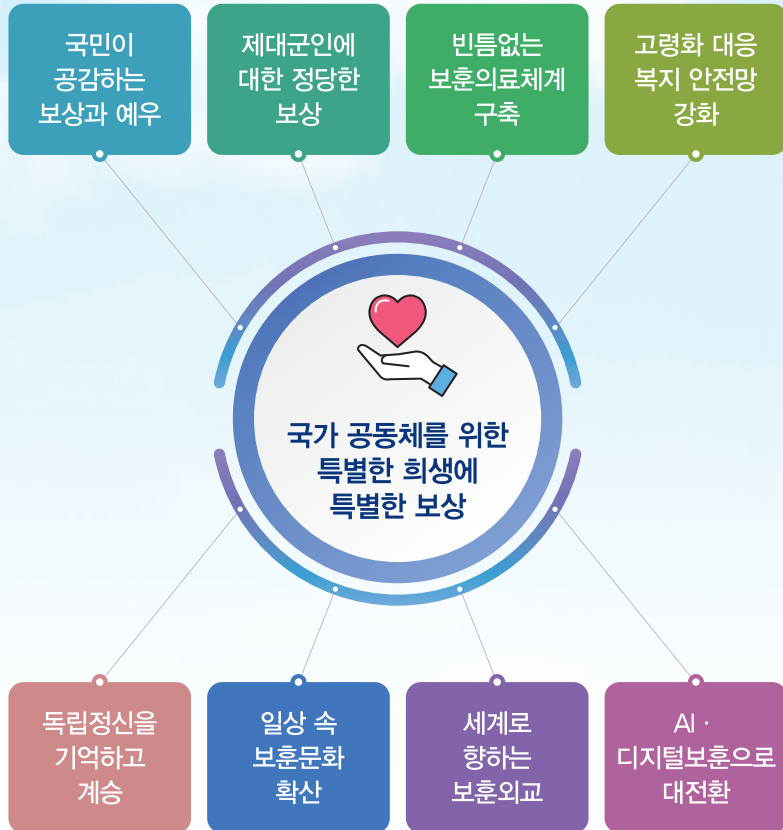 국민이
공감하는
보상과 예우
제대군인에
대한 정당한
보상
빈틈없는
보훈의료체계
구축
고령화 대응
복지 안전망
강화
국가 공동체를 위한
특별한 희생에
특별한 보상
독립정신을
기억하고
계승
일상 속
보훈문화
확산
세계로
향하는
보훈외교
AI ·
디지털보훈으로
대전환